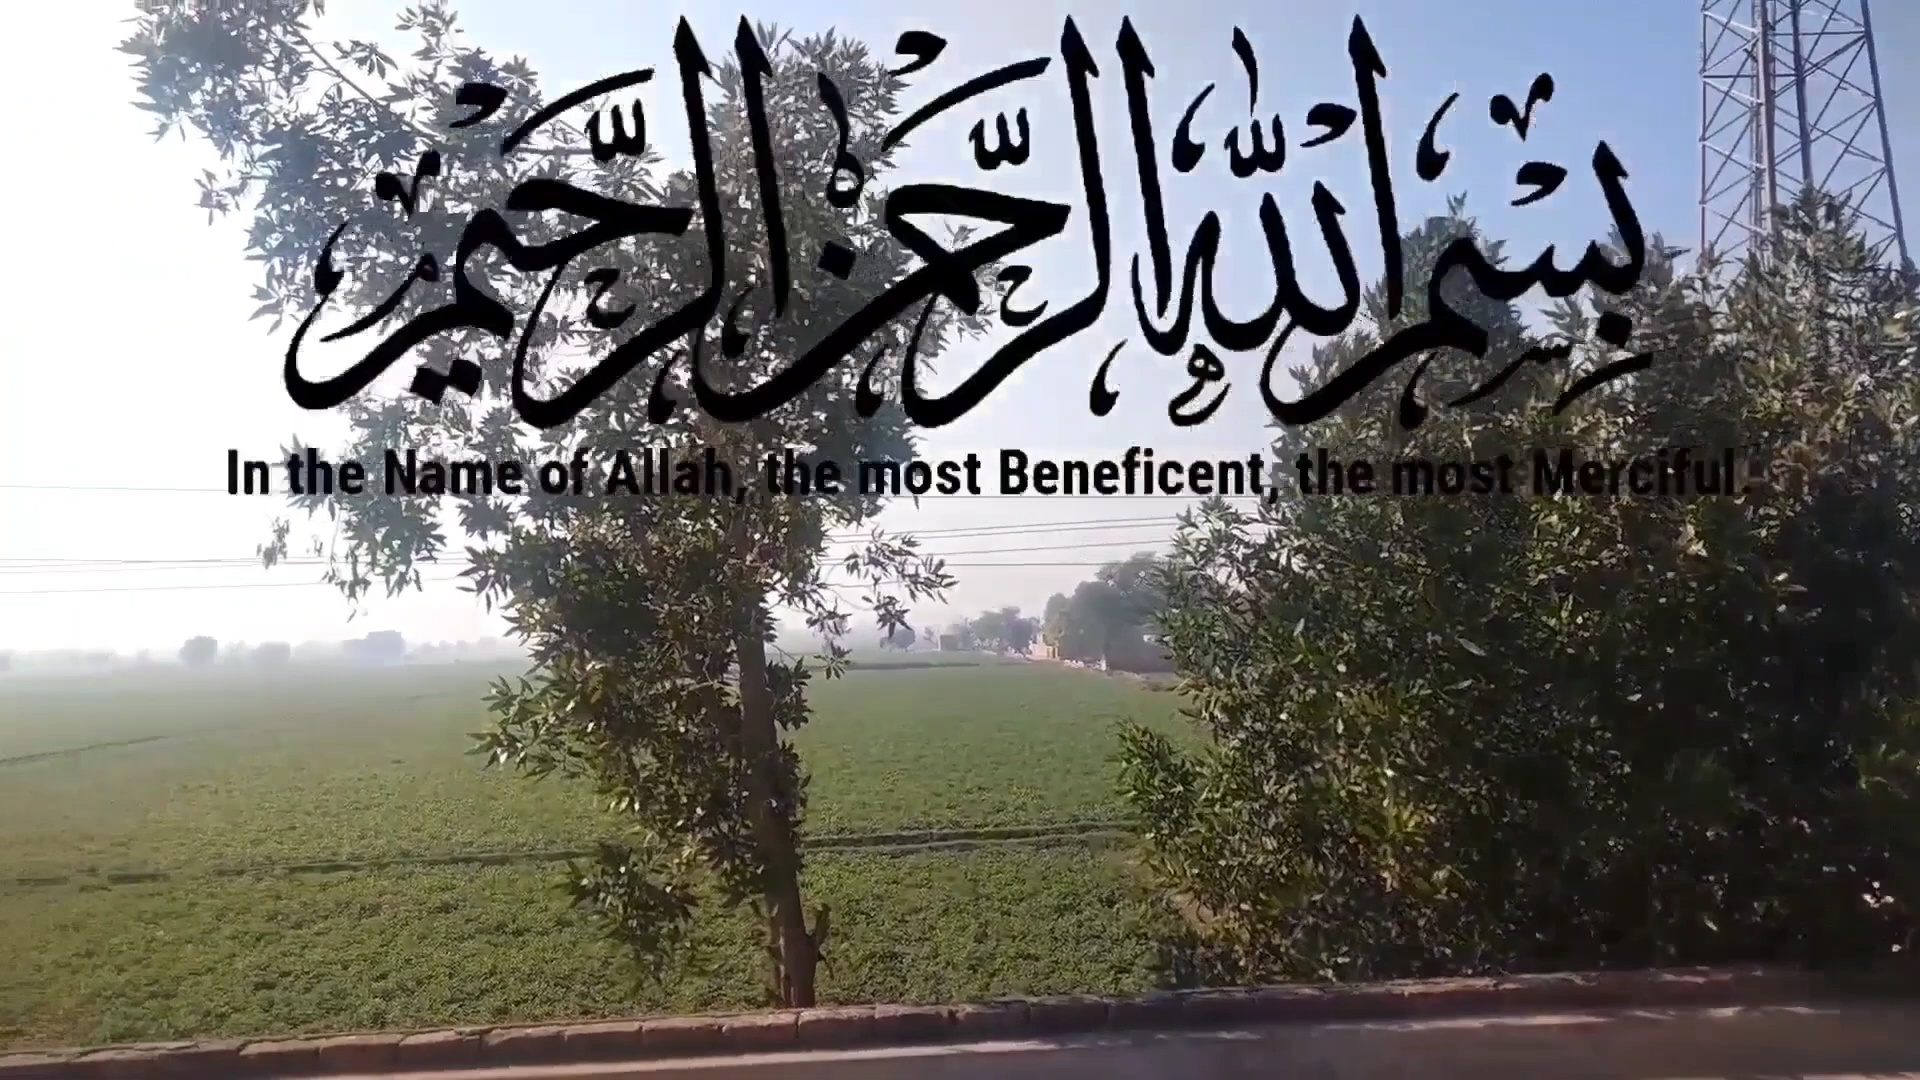 بسم الله الرحمن الرحيم
In the Name of Allah, the most Beneficent, the most Merciful